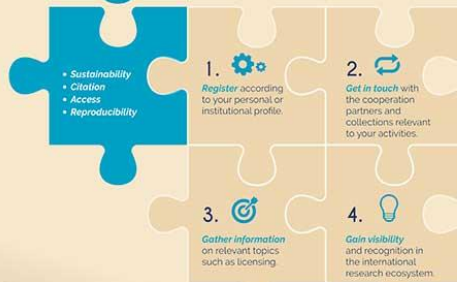 • Sustainability
• Citation
• Access
• Reproducibility
1.
Register according
to your personal or
institutional profile.
2.
Get in touch with
the cooperation
partners and
collections relevant
to your activities.
3.
Gather information
on relevant topics
such as licensing.
4.
Gain visibility
and recognition in
the international
research ecosystem.